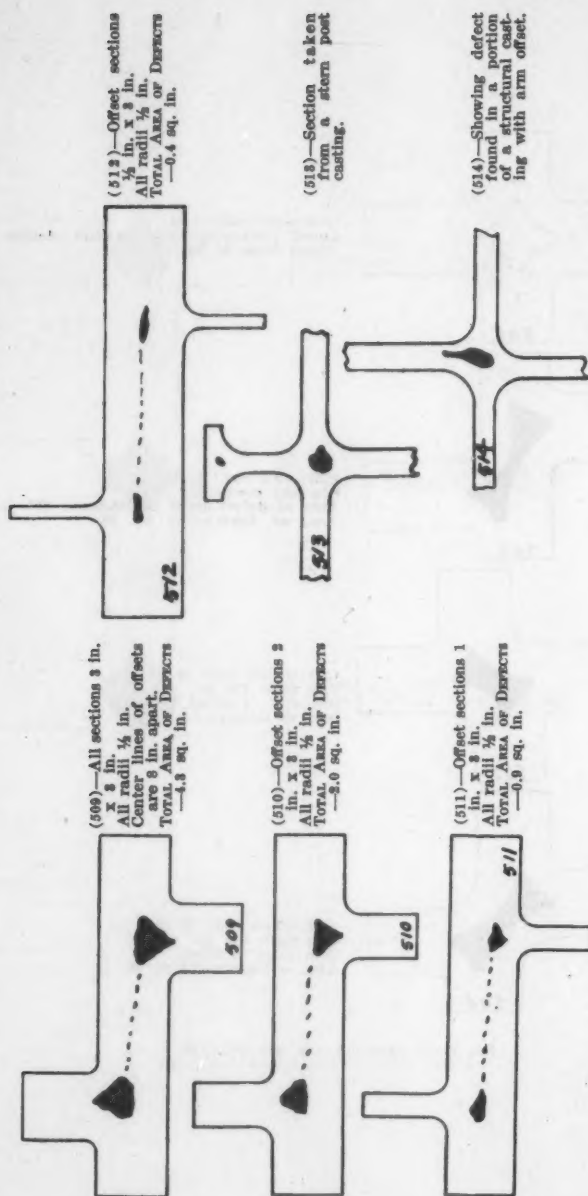 509
(509)—All sections 3 in.
x 3 in.
All radii ½ in.
Center lines of offsets
are 8 in. apart.
TOTAL AREA OF DEFECTS
—4.3 sq. in.
510
(510)—Offset sections 2
in. x 3 in.
All radii ½ in.
TOTAL AREA OF DEFECTS
—2.0 sq. in.
511
(511)—Offset sections 1
in. x 3 in.
All radii ½ in.
TOTAL AREA OF DEFECTS
—0.9 sq. in.
512
(512)—Offset sections
½ in. x 3 in.
All radii ½ in.
TOTAL AREA OF DEFECTS
—0.4 sq. in.
513
(513)—Section taken
from a stern post
casting.
514
(514)—Showing defect
found in a portion
of a structural cast-
ing with arm offset.